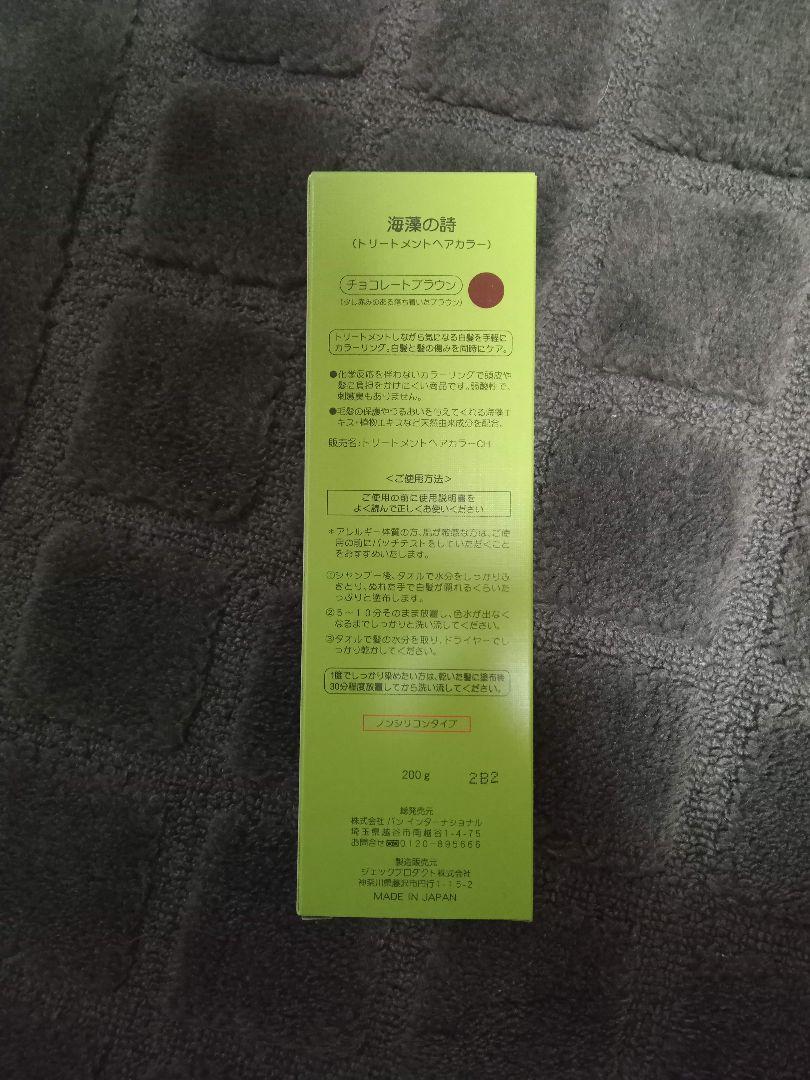 海藻の詩
(トリートメントヘアカラー)
チョコレートブラウン
(少し赤みのある落ち着いたブラウン)
トリートメントしながら気になる白髪を手軽に
カラーリング。白髪と髪の傷みを同時にケア。
●化学反応を伴わないカラーリングで頭皮や
髪に負担をかけにくい商品です。弱酸性で、
刺激臭もありません。
●毛髪の保護やうるおいを与えてくれる海藻エ
キス・植物エキスなど天然由来成分を配合。
販売名:トリートメントヘアカラーCH
<ご使用方法>
ご使用の前に使用説明書を
よく読んで正しくお使いください
*アレルギー体質の方、肌が敏感な方は、ご使
用の前にパッチテストをしていただくこと
をおすすめいたします。
①シャンプー後、タオルで水分をしっかりふ
きとり、ぬれた手で白髪が隠れるくらいた
っぷりと塗布します。
②5~10分そのまま放置し、色水が出なく
なるまでしっかりと洗い流してください。
③タオルで髪の水分を取り、ドライヤーでし
っかり乾かしてください。
1度でしっかり染めたい方は、乾いた髪に塗布後
30分程度放置してから洗い流してください。
ノンシリコンタイプ
200g 2B2
総発売元
株式会社 バン インターナショナル
埼玉県越谷市南越谷1-4-75
お問合せ 0120-895666
製造販売元
ジェックプロダクト株式会社
神奈川県藤沢市円行1-15-2
MADE IN JAPAN